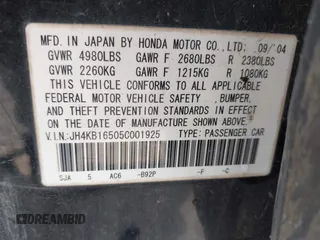 MFD. IN JAPAN BY HONDA MOTOR CO., LTD. 09/04
GVWR 4980LBS GAWR F 2680LBS R 2380LBS
GVWR 2260KG GAWR F 1215KG R 1080KG
THIS VEHICLE CONFORMS TO ALL APPLICABLE
FEDERAL MOTOR VEHICLE SAFETY, BUMPER,
AND THEFT PREVENTION STANDARDS IN
EFFECT ON THE DATE OF MANUFACTURE SHOWN ABOVE.
V.I.N.: JH4KB16505C001925 TYPE: PASSENGER CAR
SJA 5 AC6 -B92P -F -C
DREAMBID